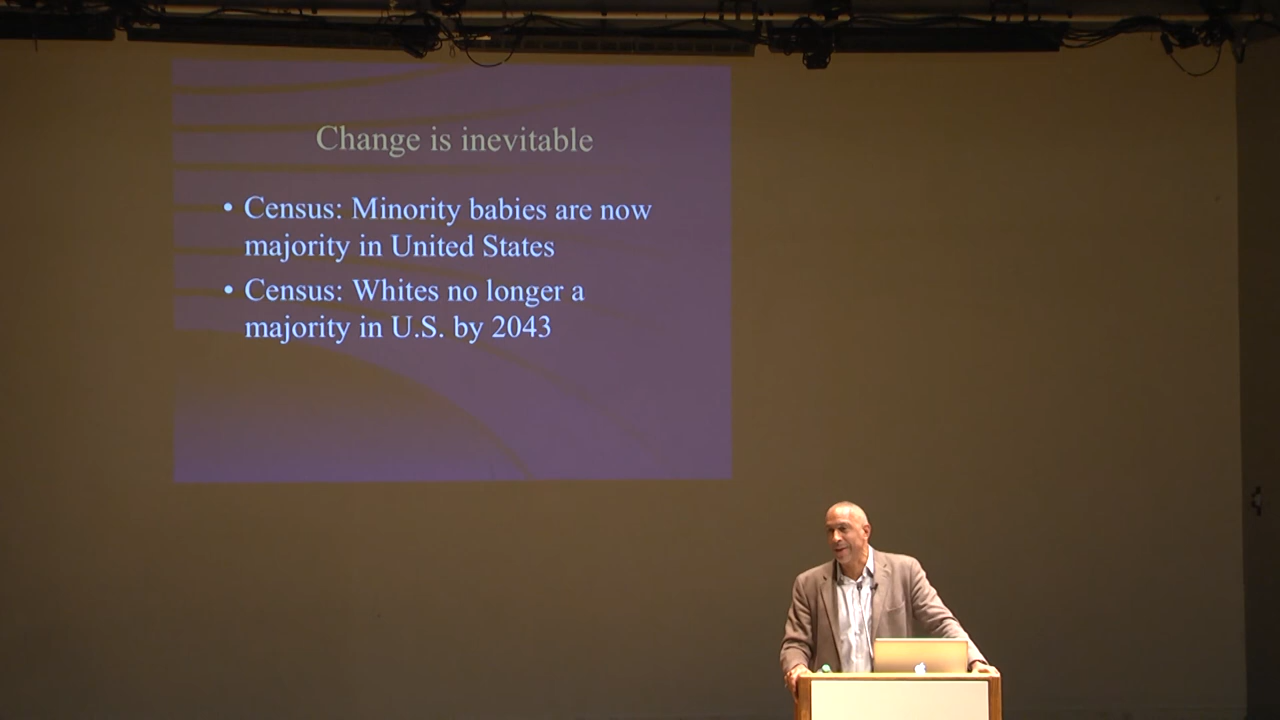 Change is inevitable
• Census: Minority babies are now
majority in United States
• Census: Whites no longer a
majority in U.S. by 2043